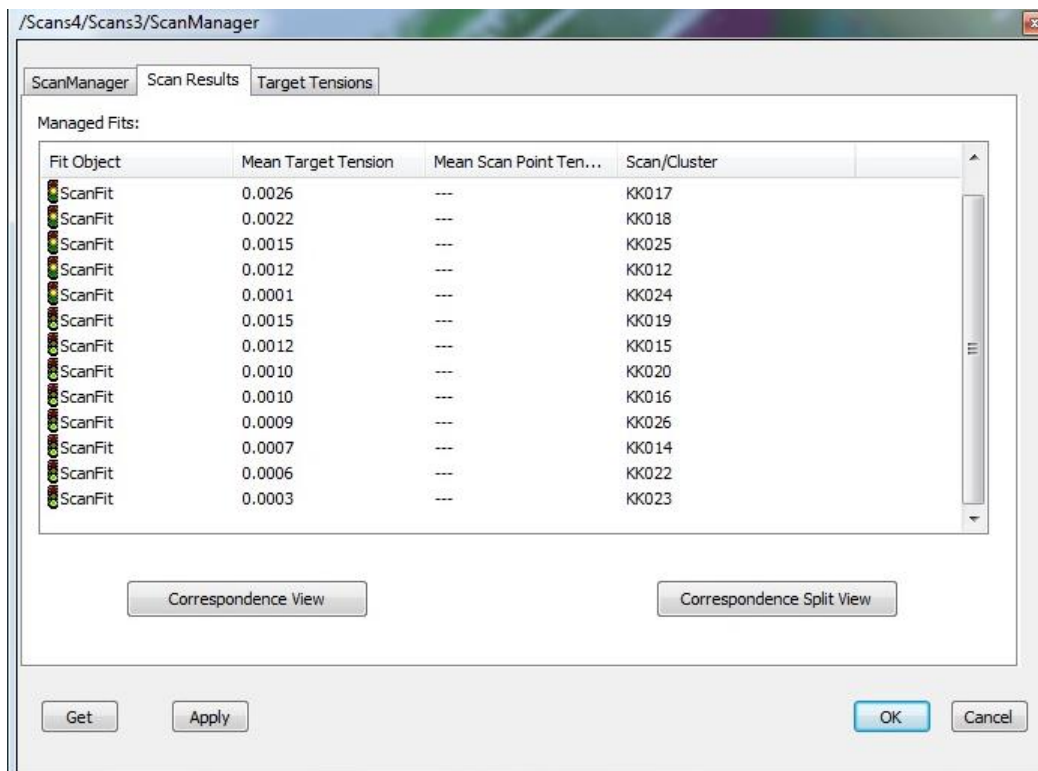 /Scans4/Scans3/ScanManager
ScanManager Scan Results Target Tensions
Managed Fits:
Fit Object Mean Target Tension Mean Scan Point Ten... Scan/Cluster
ScanFit 0.0026 --- KK017
ScanFit 0.0022 --- KK018
ScanFit 0.0015 --- KK025
ScanFit 0.0012 --- KK012
ScanFit 0.0001 --- KK024
ScanFit 0.0015 --- KK019
ScanFit 0.0012 --- KK015
ScanFit 0.0010 --- KK020
ScanFit 0.0010 --- KK016
ScanFit 0.0009 --- KK026
ScanFit 0.0007 --- KK014
ScanFit 0.0006 --- KK022
ScanFit 0.0003 --- KK023
Correspondence View Correspondence Split View
Get Apply OK Cancel